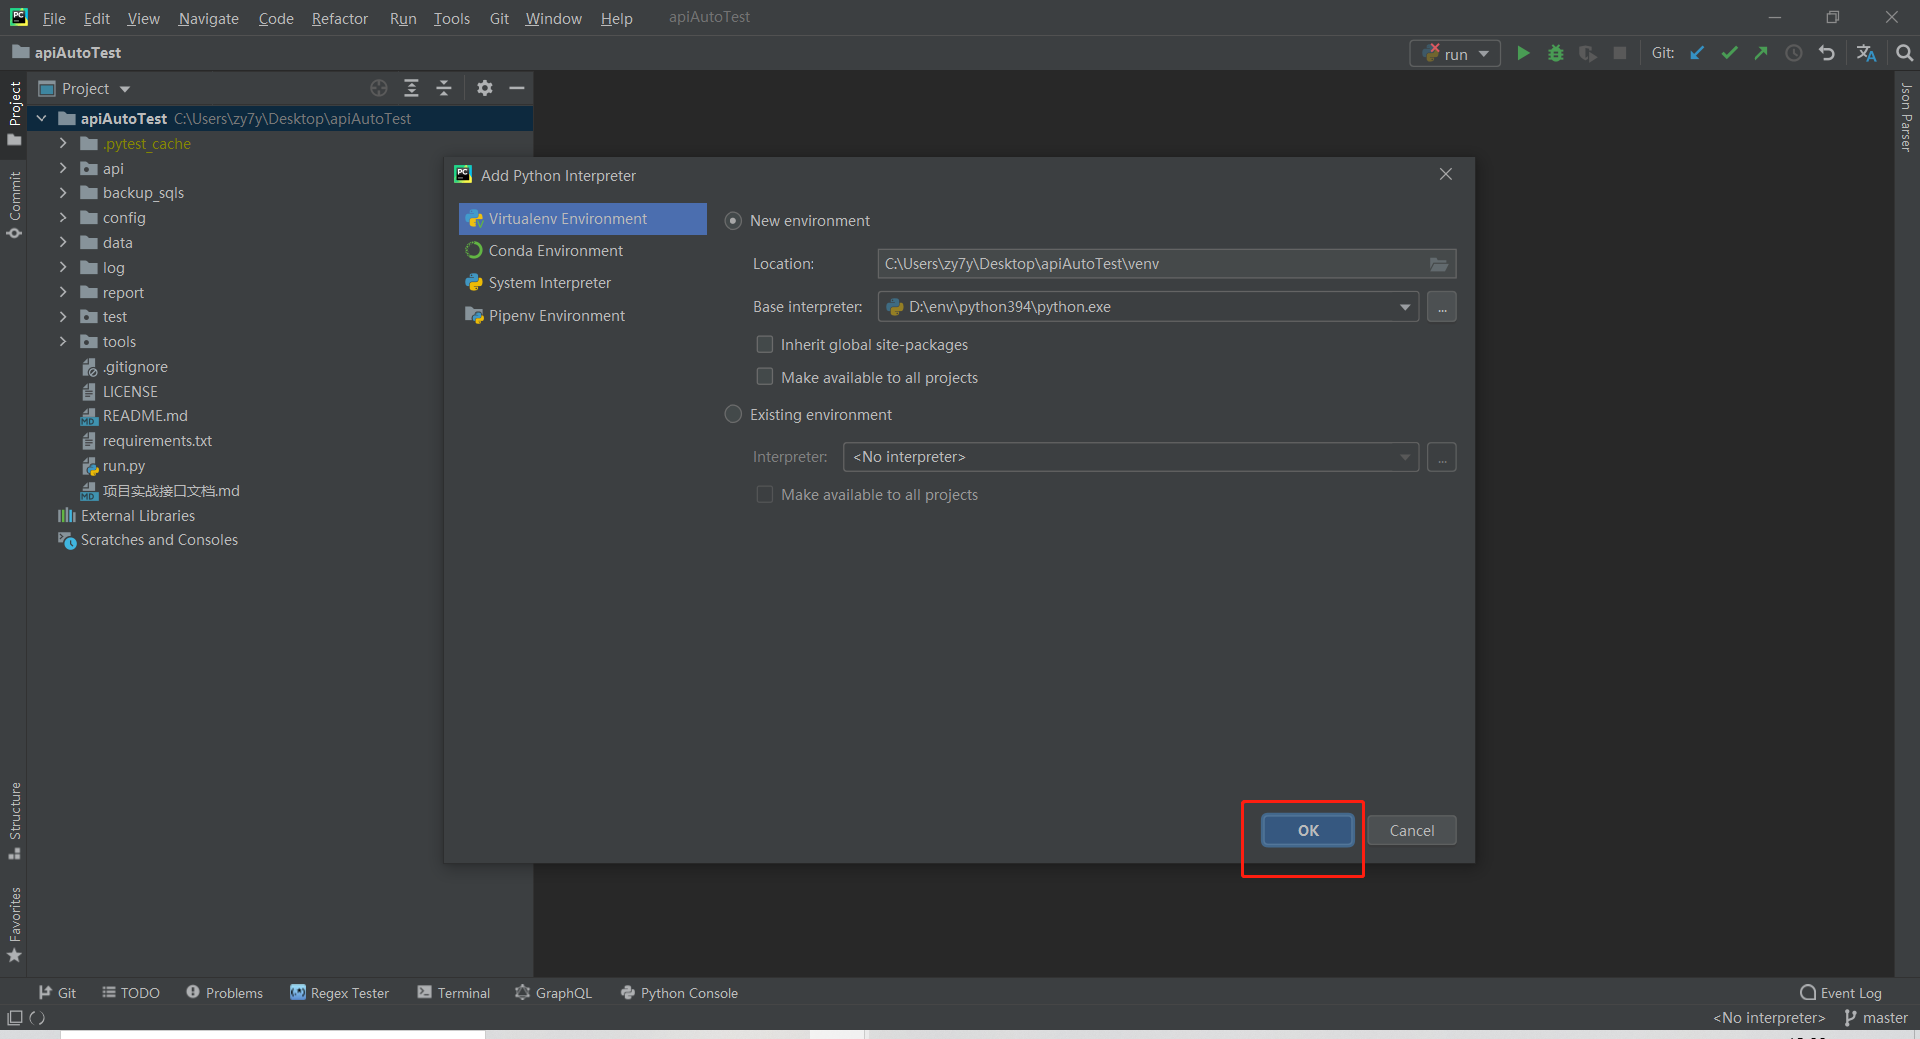 PC File Edit View Navigate Code Refactor Run Tools Git Window Help apiAutoTest
apiAutoTest run Git:
Project
Project
apiAutoTest C:\Users\zy7y\Desktop\apiAutoTest
.pytest_cache
api
backup_sqls
config
data
log
report
test
tools
.gitignore
LICENSE
MD README.md
requirements.txt
run.py
MD 项目实战接口文档.md
External Libraries
Scratches and Consoles
Commit
Structure
Favorites
Json Parser
PC Add Python Interpreter
Virtualenv Environment
Conda Environment
System Interpreter
Pipenv Environment
New environment
Location: C:\Users\zy7y\Desktop\apiAutoTest\venv
Base interpreter: D:\env\python394\python.exe ...
Inherit global site-packages
Make available to all projects
Existing environment
Interpreter: <No interpreter> ...
Make available to all projects
OK Cancel
Git TODO Problems Regex Tester Terminal GraphQL Python Console Event Log
<No interpreter> master